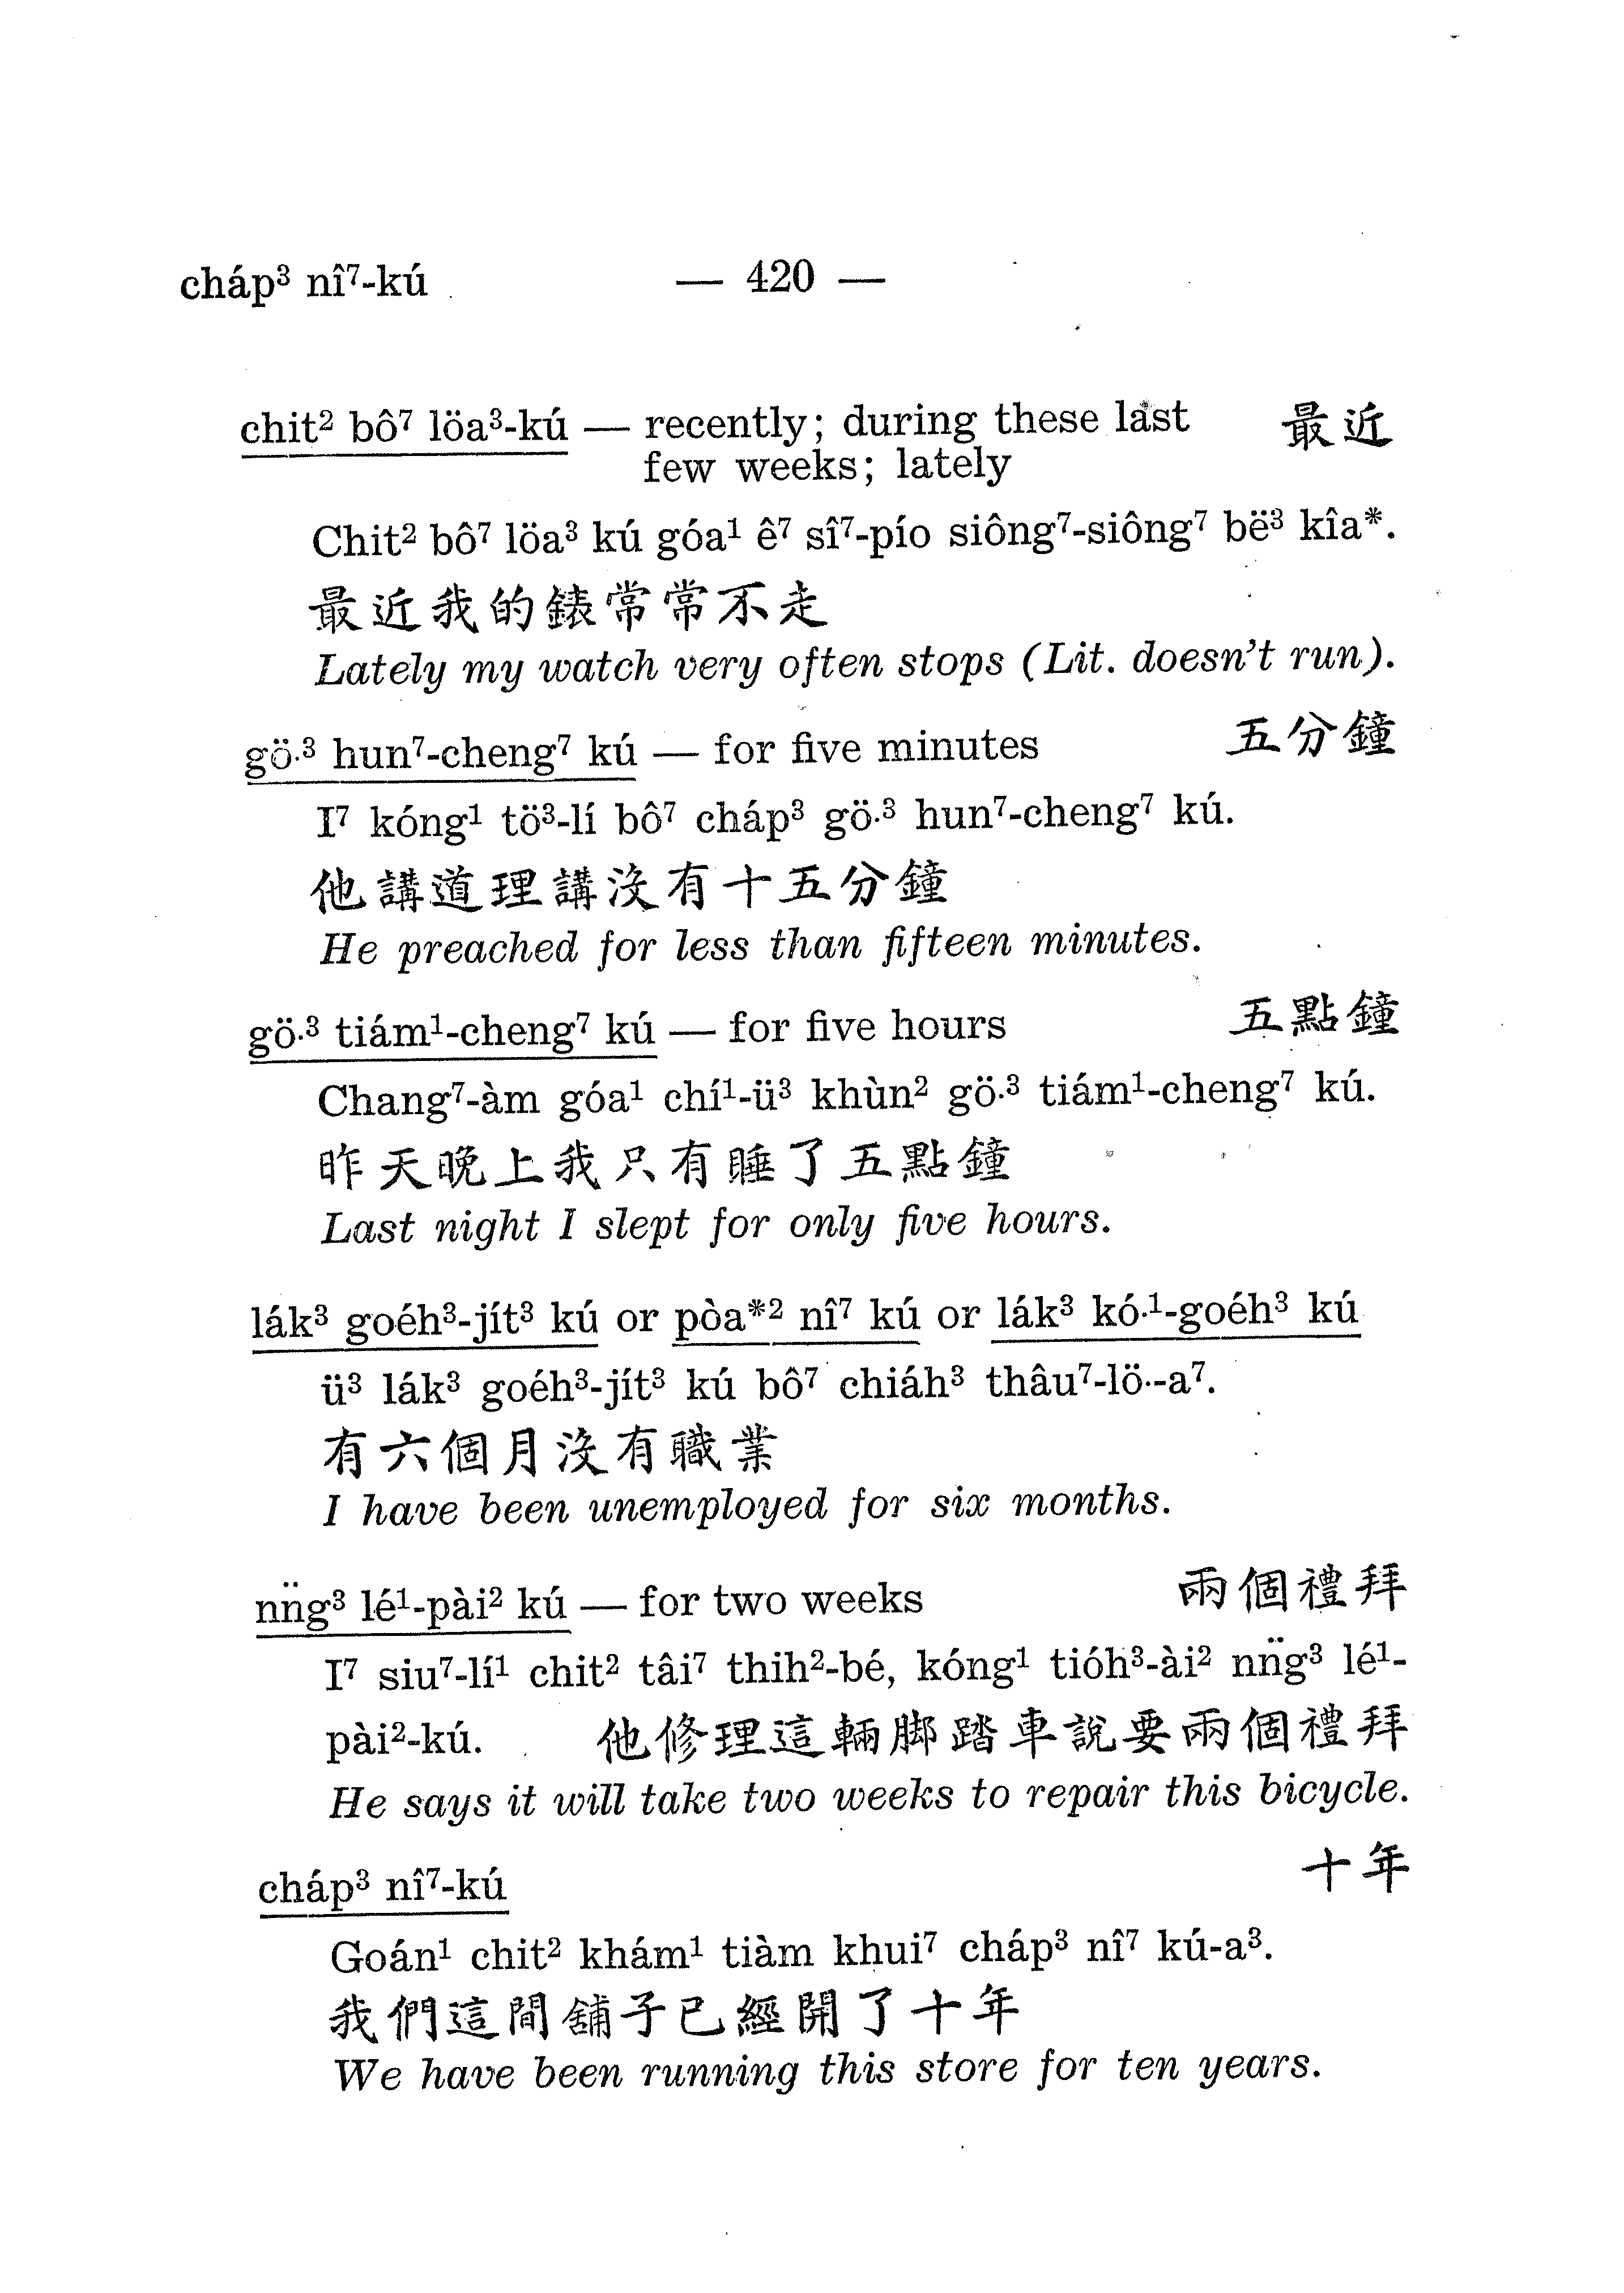 cháp³ nî⁷-kú — 420 —
chit² bô⁷ löa³-kú — recently; during these last 最近
few weeks; lately
Chit² bô⁷ löa³ kú góa¹ ê⁷ sî⁷-pío siông⁷-siông⁷ bë³ kîa*.
最近我的錶常常不走
Lately my watch very often stops (Lit. doesn't run).
gö·³ hun⁷-cheng⁷ kú — for five minutes 五分鐘
I⁷ kóng¹ tö³-lí bô⁷ cháp³ gö·³ hun⁷-cheng⁷ kú.
他講道理講沒有十五分鐘
He preached for less than fifteen minutes.
gö·³ tiám¹-cheng⁷ kú — for five hours 五點鐘
Chang⁷-àm góa¹ chí¹-ü³ khùn² gö·³ tiám¹-cheng⁷ kú.
昨天晚上我只有睡了五點鐘
Last night I slept for only five hours.
lák³ goéh³-jít³ kú or pòa*² nî⁷ kú or lák³ kó·¹-goéh³ kú
ü³ lák³ goéh³-jít³ kú bô⁷ chiáh³ thâu⁷-lö·-a⁷.
有六個月沒有職業
I have been unemployed for six months.
nn̈g³ lé¹-pài² kú — for two weeks 兩個禮拜
I⁷ siu⁷-lí¹ chit² tâi⁷ thih²-bé, kóng¹ tióh³-ài² nn̈g³ lé¹-
pài²-kú. 他修理這輛脚踏車說要兩個禮拜
He says it will take two weeks to repair this bicycle.
cháp³ nî⁷-kú 十年
Goán¹ chit² khám¹ tiàm khui⁷ cháp³ nî⁷ kú-a³.
我們這間舖子已經開了十年
We have been running this store for ten years.